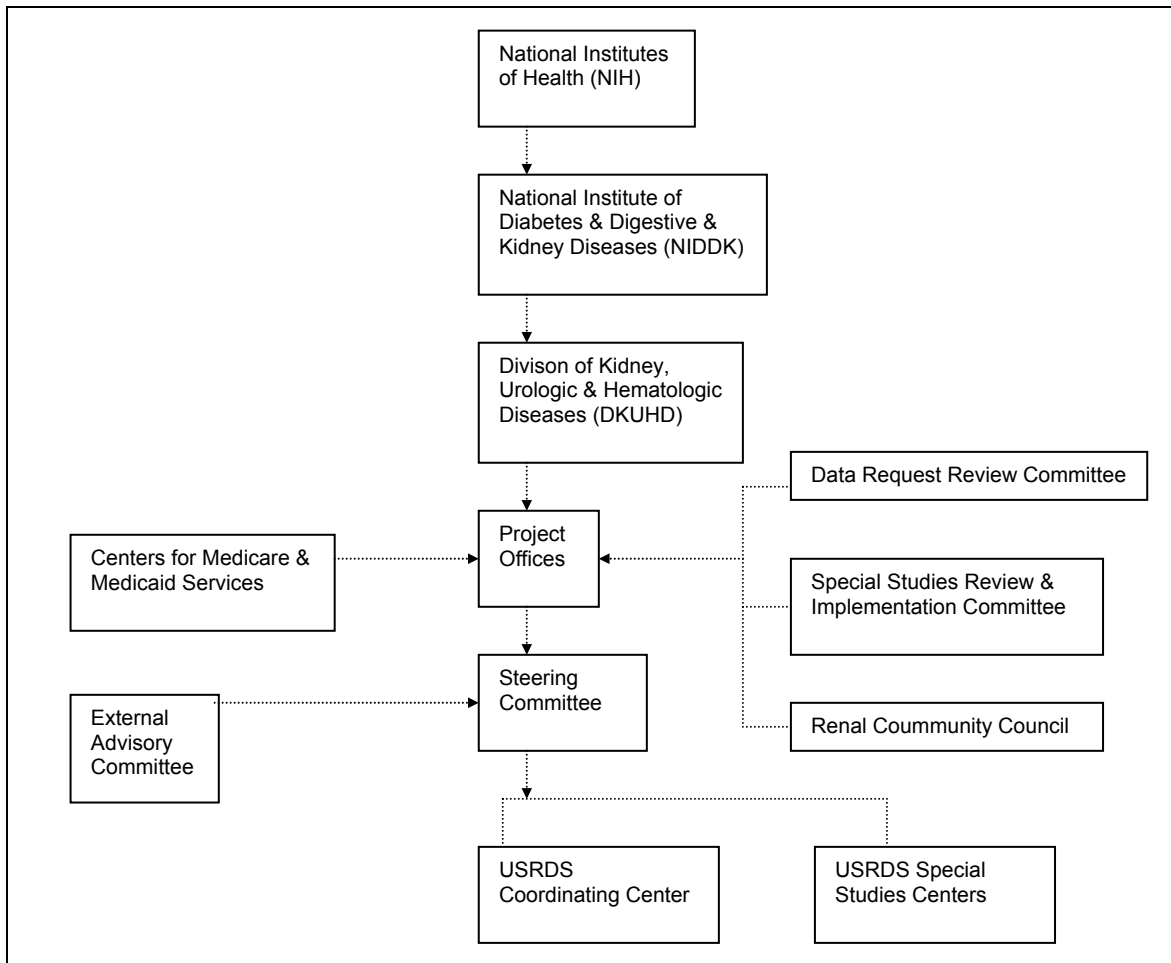 National Institutes
of Health (NIH)
National Institute of
Diabetes & Digestive &
Kidney Diseases (NIDDK)
Divison of Kidney,
Urologic & Hematologic
Diseases (DKUHD)
Data Request Review Committee
Project
Offices
Centers for Medicare &
Medicaid Services
Special Studies Review &
Implementation Committee
Steering
Committee
External
Advisory
Committee
Renal Coummunity Council
USRDS
Coordinating Center
USRDS Special
Studies Centers